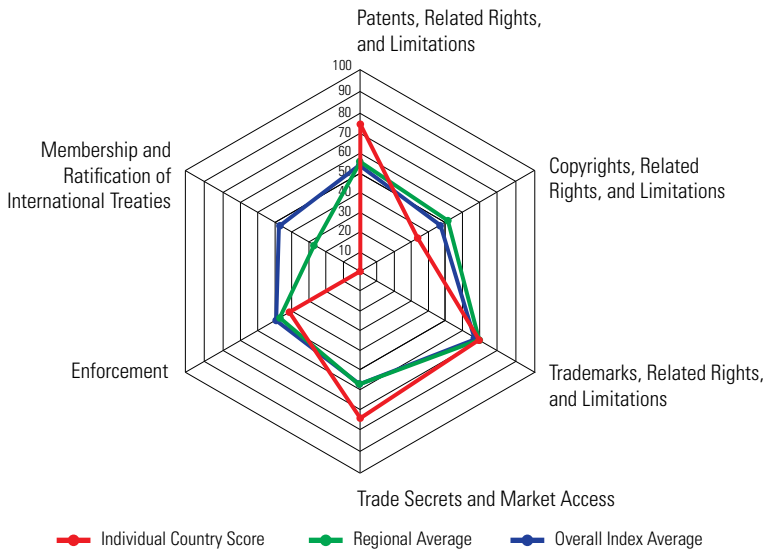 Patents, Related Rights,
and Limitations
100
90
80
70
60
50
40
30
20
10
Membership and
Ratification of
International Treaties
Copyrights, Related
Rights, and Limitations
Enforcement
Trademarks, Related Rights,
and Limitations
Trade Secrets and Market Access
Individual Country Score
Regional Average
Overall Index Average